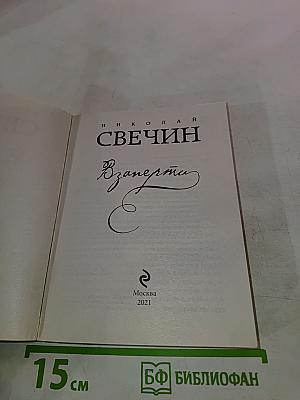 НИКОЛАЙ
СВЕЧИН
Взаперти
Москва
2021
15 см
БФ БИБЛИОФАН